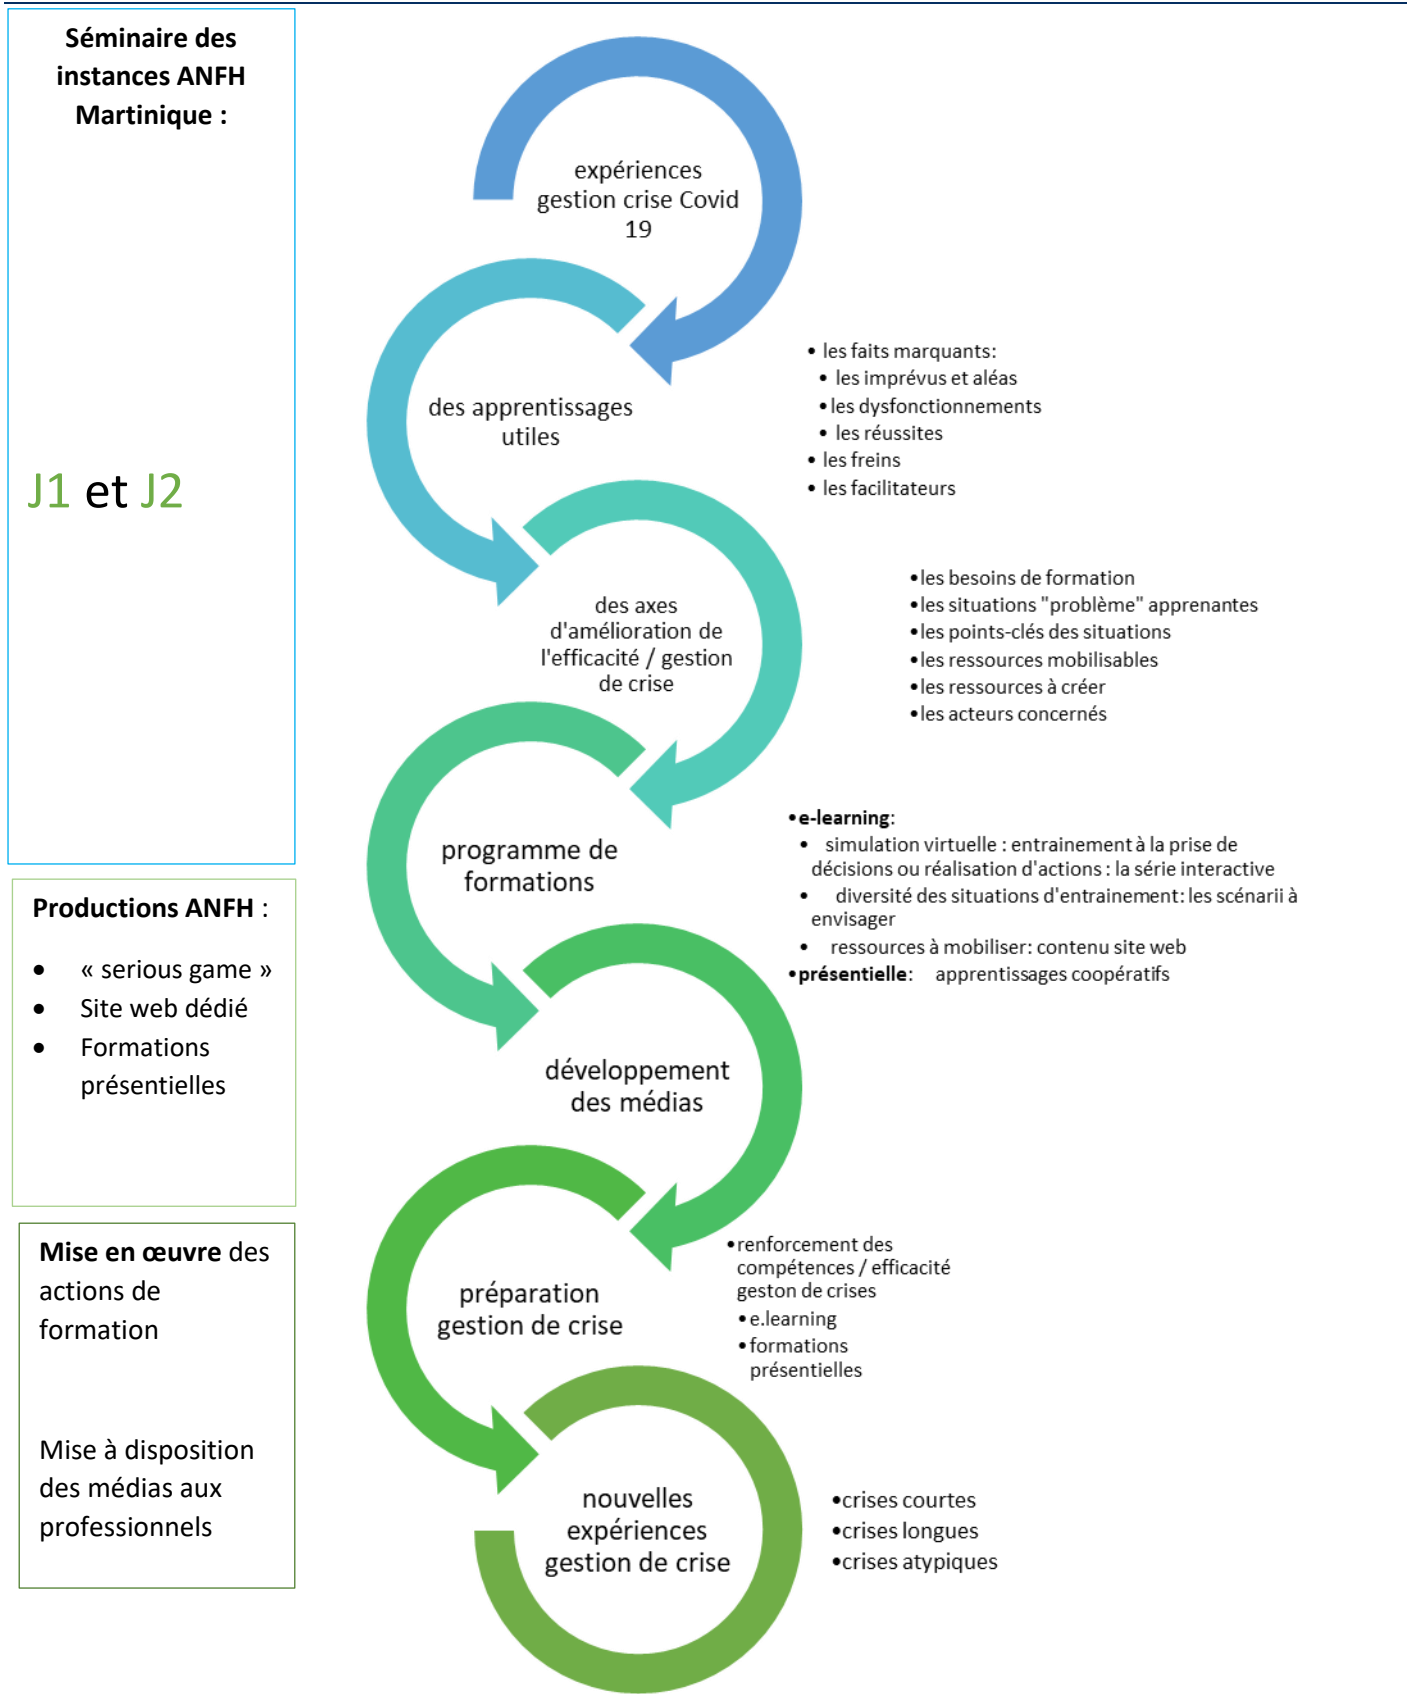 Séminaire des
instances ANFH
Martinique :
J1 et J2
Productions ANFH :
• « serious game »
• Site web dédié
• Formations
présentielles
Mise en œuvre des
actions de
formation
Mise à disposition
des médias aux
professionnels
expériences
gestion crise Covid
19
des apprentissages
utiles
• les faits marquants:
• les imprévus et aléas
•les dysfonctionnements
• les réussites
• les freins
• les facilitateurs
des axes
d'amélioration de
l'efficacité / gestion
de crise
•les besoins de formation
•les situations "problème" apprenantes
•les points-clés des situations
•les ressources mobilisables
•les ressources à créer
•les acteurs concernés
programme de
formations
•e-learning:
• simulation virtuelle : entrainement à la prise de
décisions ou réalisation d'actions : la série interactive
• diversité des situations d'entrainement: les scénarii à
envisager
• ressources à mobiliser: contenu site web
•présentielle: apprentissages coopératifs
développement
des médias
préparation
gestion de crise
•renforcement des
compétences / efficacité
geston de crises
•e.learning
•formations
présentielles
nouvelles
expériences
gestion de crise
•crises courtes
•crises longues
•crises atypiques